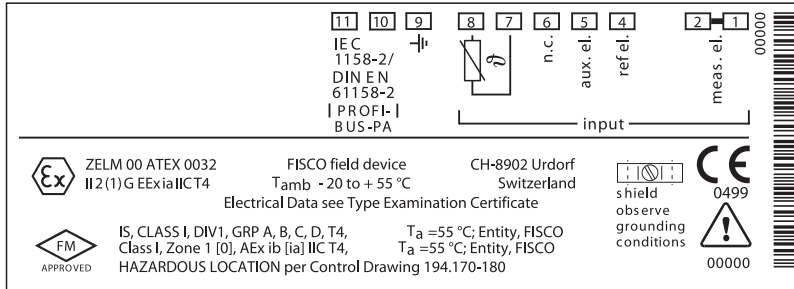 11 10 9 8 7 6 5 4 2 1
00000
IEC
1158-2/
DIN EN
61158-2
PROFI-
BUS-PA
ϑ
n.c.
aux. el.
ref el.
meas. el.
input
Ex
ZELM 00 ATEX 0032
II 2 (1) G EEx ia IIC T4
FISCO field device
Tamb - 20 to + 55 °C
CH-8902 Urdorf
Switzerland
Electrical Data see Type Examination Certificate
shield
observe
grounding
conditions
CE
0499
!
00000
FM
APPROVED
IS, CLASS I, DIV1, GRP A, B, C, D, T4, Ta =55 °C; Entity, FISCO
Class I, Zone 1 [0], AEx ib [ia] IIC T4, Ta =55 °C; Entity, FISCO
HAZARDOUS LOCATION per Control Drawing 194.170-180